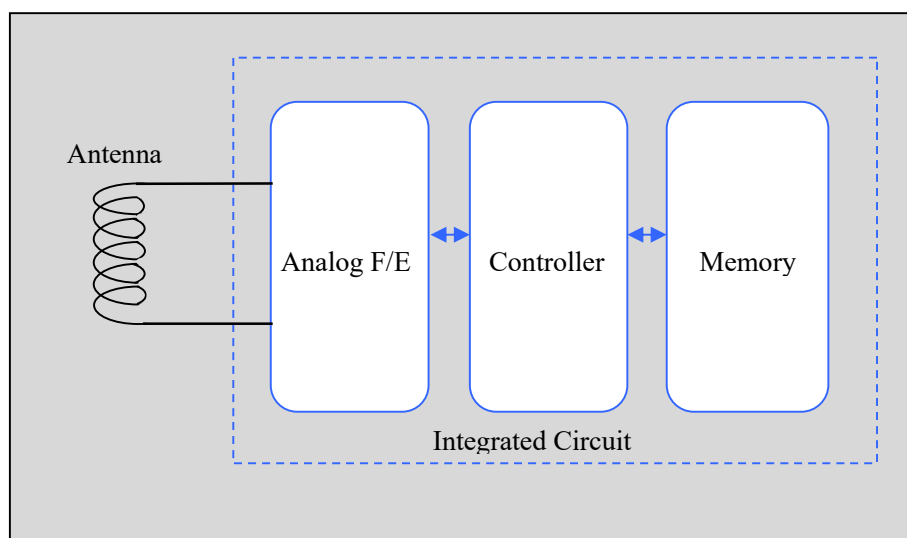 Antenna
Analog F/E
Controller
Memory
Integrated Circuit